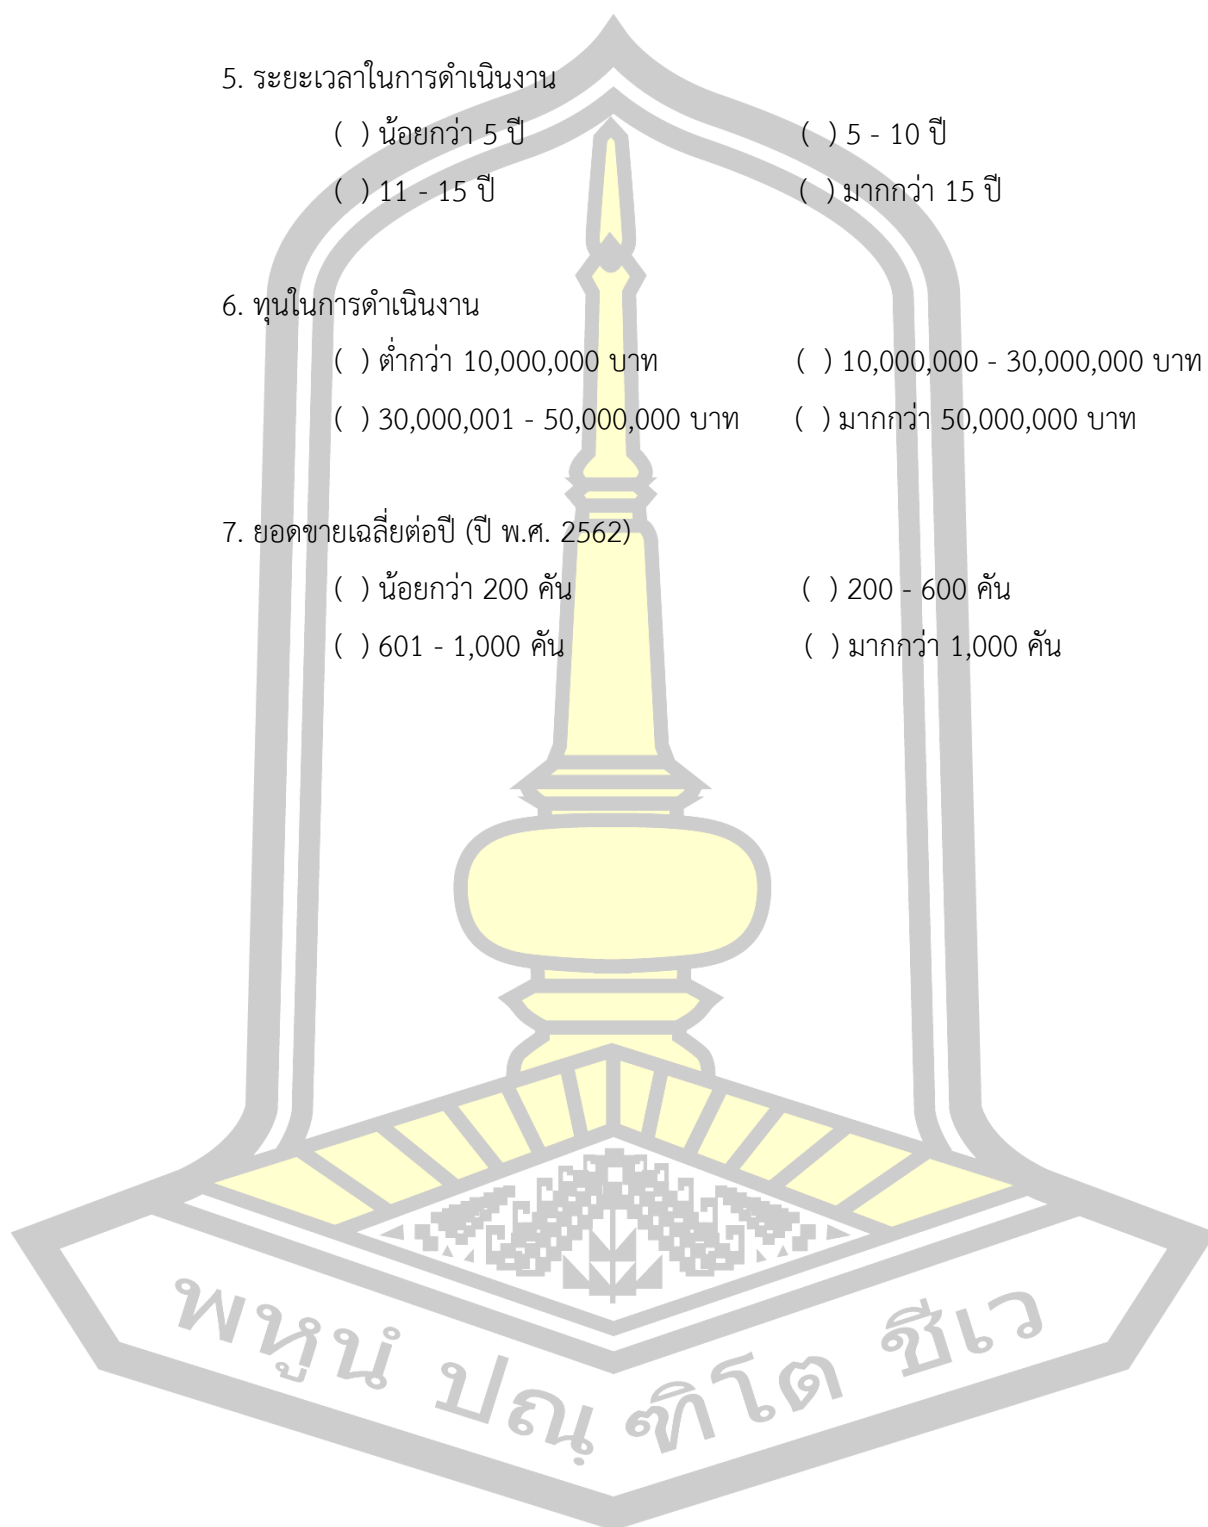 5. ระยะเวลาในการดำเนินงาน
( ) น้อยกว่า 5 ปี ( ) 5 - 10 ปี
( ) 11 - 15 ปี ( ) มากกว่า 15 ปี
6. ทุนในการดำเนินงาน
( ) ต่ำกว่า 10,000,000 บาท ( ) 10,000,000 - 30,000,000 บาท
( ) 30,000,001 - 50,000,000 บาท ( ) มากกว่า 50,000,000 บาท
7. ยอดขายเฉลี่ยต่อปี (ปี พ.ศ. 2562)
( ) น้อยกว่า 200 คัน ( ) 200 - 600 คัน
( ) 601 - 1,000 คัน ( ) มากกว่า 1,000 คัน
พหูนํ ปณฺฑิโต ชีเว